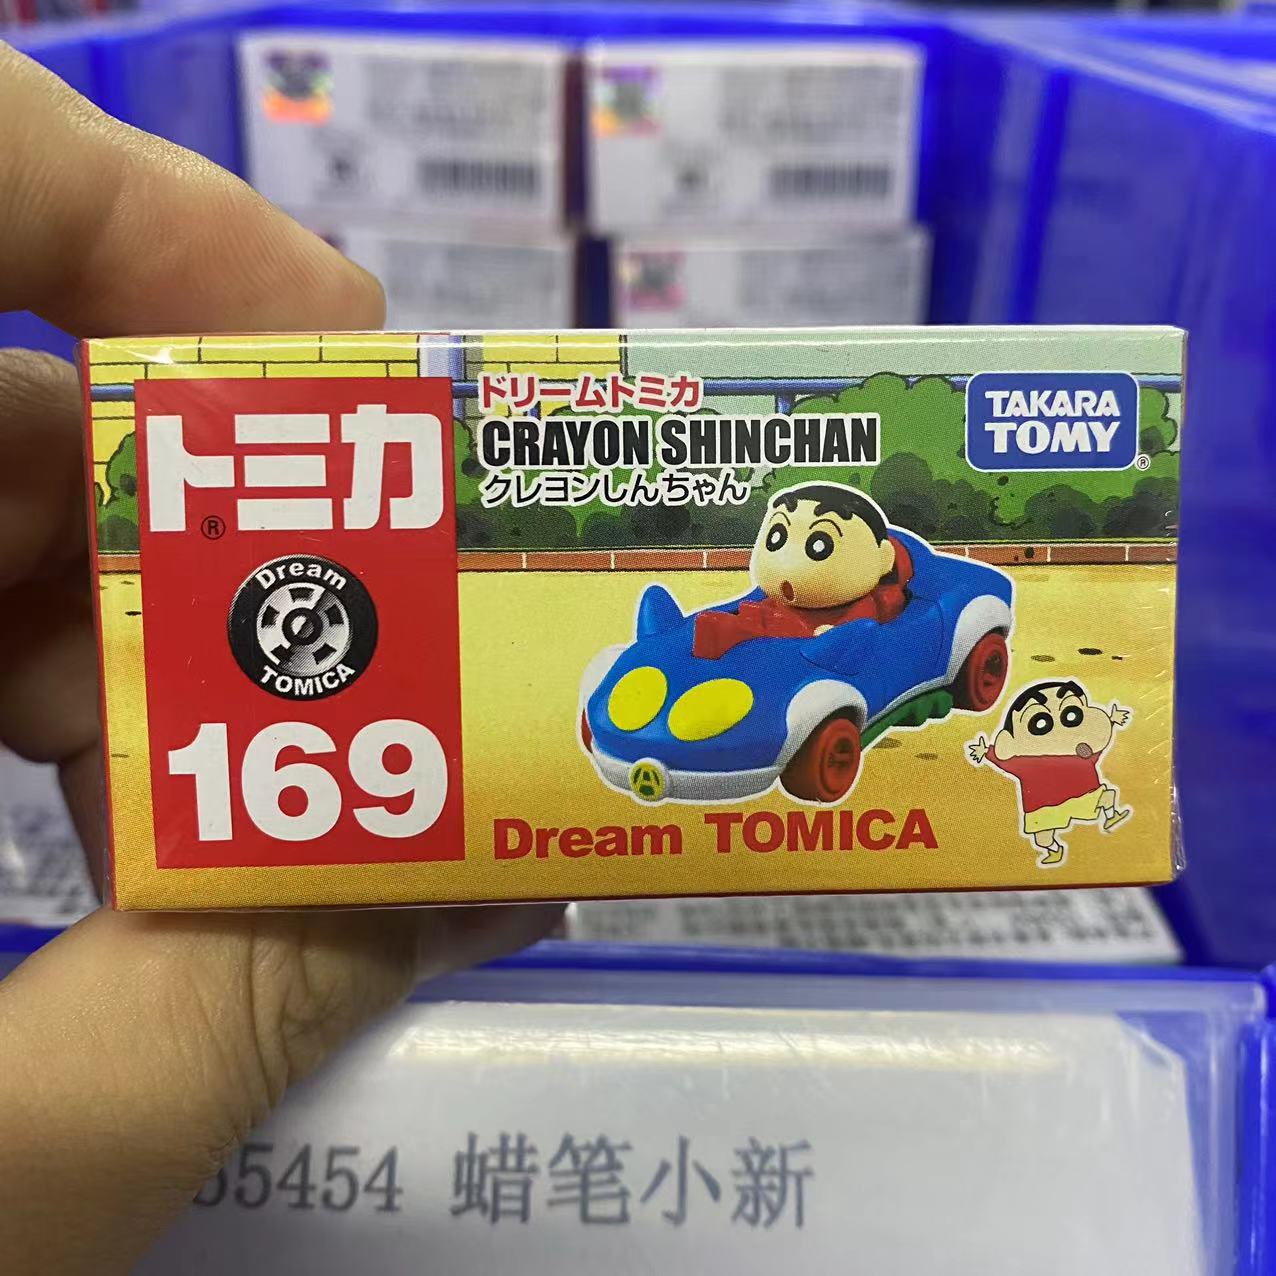 トミカ
®
Dream
TOMICA
169
ドリームトミカ
CRAYON SHINCHAN
クレヨンしんちゃん
TAKARA
TOMY
®
Dream TOMICA
5454 蜡笔小新